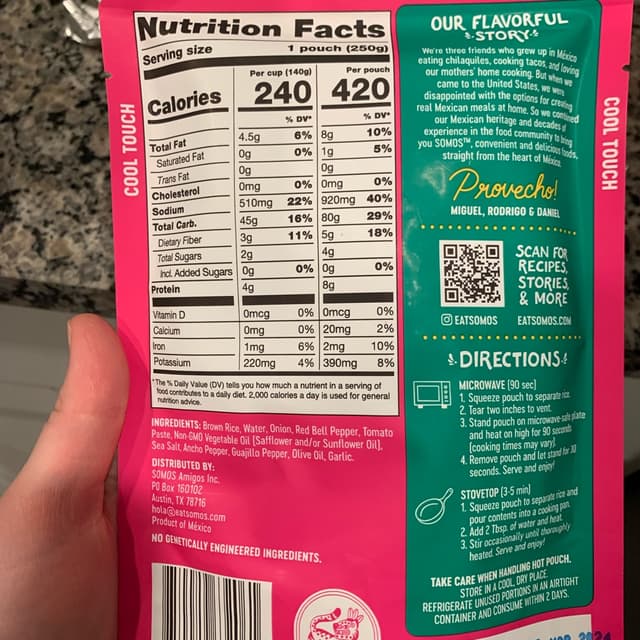 Nutrition Facts
Serving size 1 pouch (250g)
Per cup (140g) Per pouch
Calories 240 420
% DV* % DV*
Total Fat 4.5g 6% 8g 10%
Saturated Fat 0g 0% 1g 5%
Trans Fat 0g 0g
Cholesterol 0mg 0% 0mg 0%
Sodium 510mg 22% 920mg 40%
Total Carb. 45g 16% 80g 29%
Dietary Fiber 3g 11% 5g 18%
Total Sugars 2g 4g
Incl. Added Sugars 0g 0% 0g 0%
Protein 4g 8g
Vitamin D 0mcg 0% 0mcg 0%
Calcium 0mg 0% 20mg 2%
Iron 1mg 6% 2mg 10%
Potassium 220mg 4% 390mg 8%
*The % Daily Value (DV) tells you how much a nutrient in a serving of
food contributes to a daily diet. 2,000 calories a day is used for general
nutrition advice.
INGREDIENTS: Brown Rice, Water, Onion, Red Bell Pepper, Tomato
Paste, Non-GMO Vegetable Oil (Safflower and/or Sunflower Oil),
Sea Salt, Ancho Pepper, Guajillo Pepper, Olive Oil, Garlic.
DISTRIBUTED BY:
SOMOS Amigos Inc.
PO Box 160102
Austin, TX 78716
hola@eatsomos.com
Product of México
NO GENETICALLY ENGINEERED INGREDIENTS.
COOL TOUCH
OUR FLAVORFUL
STORY
We're three friends who grew up in México
eating chilaquiles, cooking tacos, and loving
our mothers' home cooking. But when we
came to the United States, we were
disappointed with the options for creating
real Mexican meals at home. So we combined
our Mexican heritage and decades of
experience in the food community to bring
you SOMOS™, convenient and delicious foods,
straight from the heart of México.
Provecho!
MIGUEL, RODRIGO & DANIEL
SCAN FOR
RECIPES,
STORIES,
& MORE
EATSOMOS EATSOMOS.COM
DIRECTIONS
MICROWAVE (90 sec)
1. Squeeze pouch to separate rice.
2. Tear two inches to vent.
3. Stand pouch on microwave-safe plate
and heat on high for 90 seconds
(cooking times may vary).
4. Remove pouch and let stand for 30
seconds. Serve and enjoy!
STOVETOP (3-5 min)
1. Squeeze pouch to separate rice and
pour contents into a cooking pan.
2. Add 2 Tbsp. of water and heat.
3. Stir occasionally until thoroughly
heated. Serve and enjoy!
TAKE CARE WHEN HANDLING HOT POUCH.
STORE IN A COOL, DRY PLACE.
REFRIGERATE UNUSED PORTIONS IN AN AIRTIGHT
CONTAINER AND CONSUME WITHIN 2 DAYS.
COOL TOUCH
2024